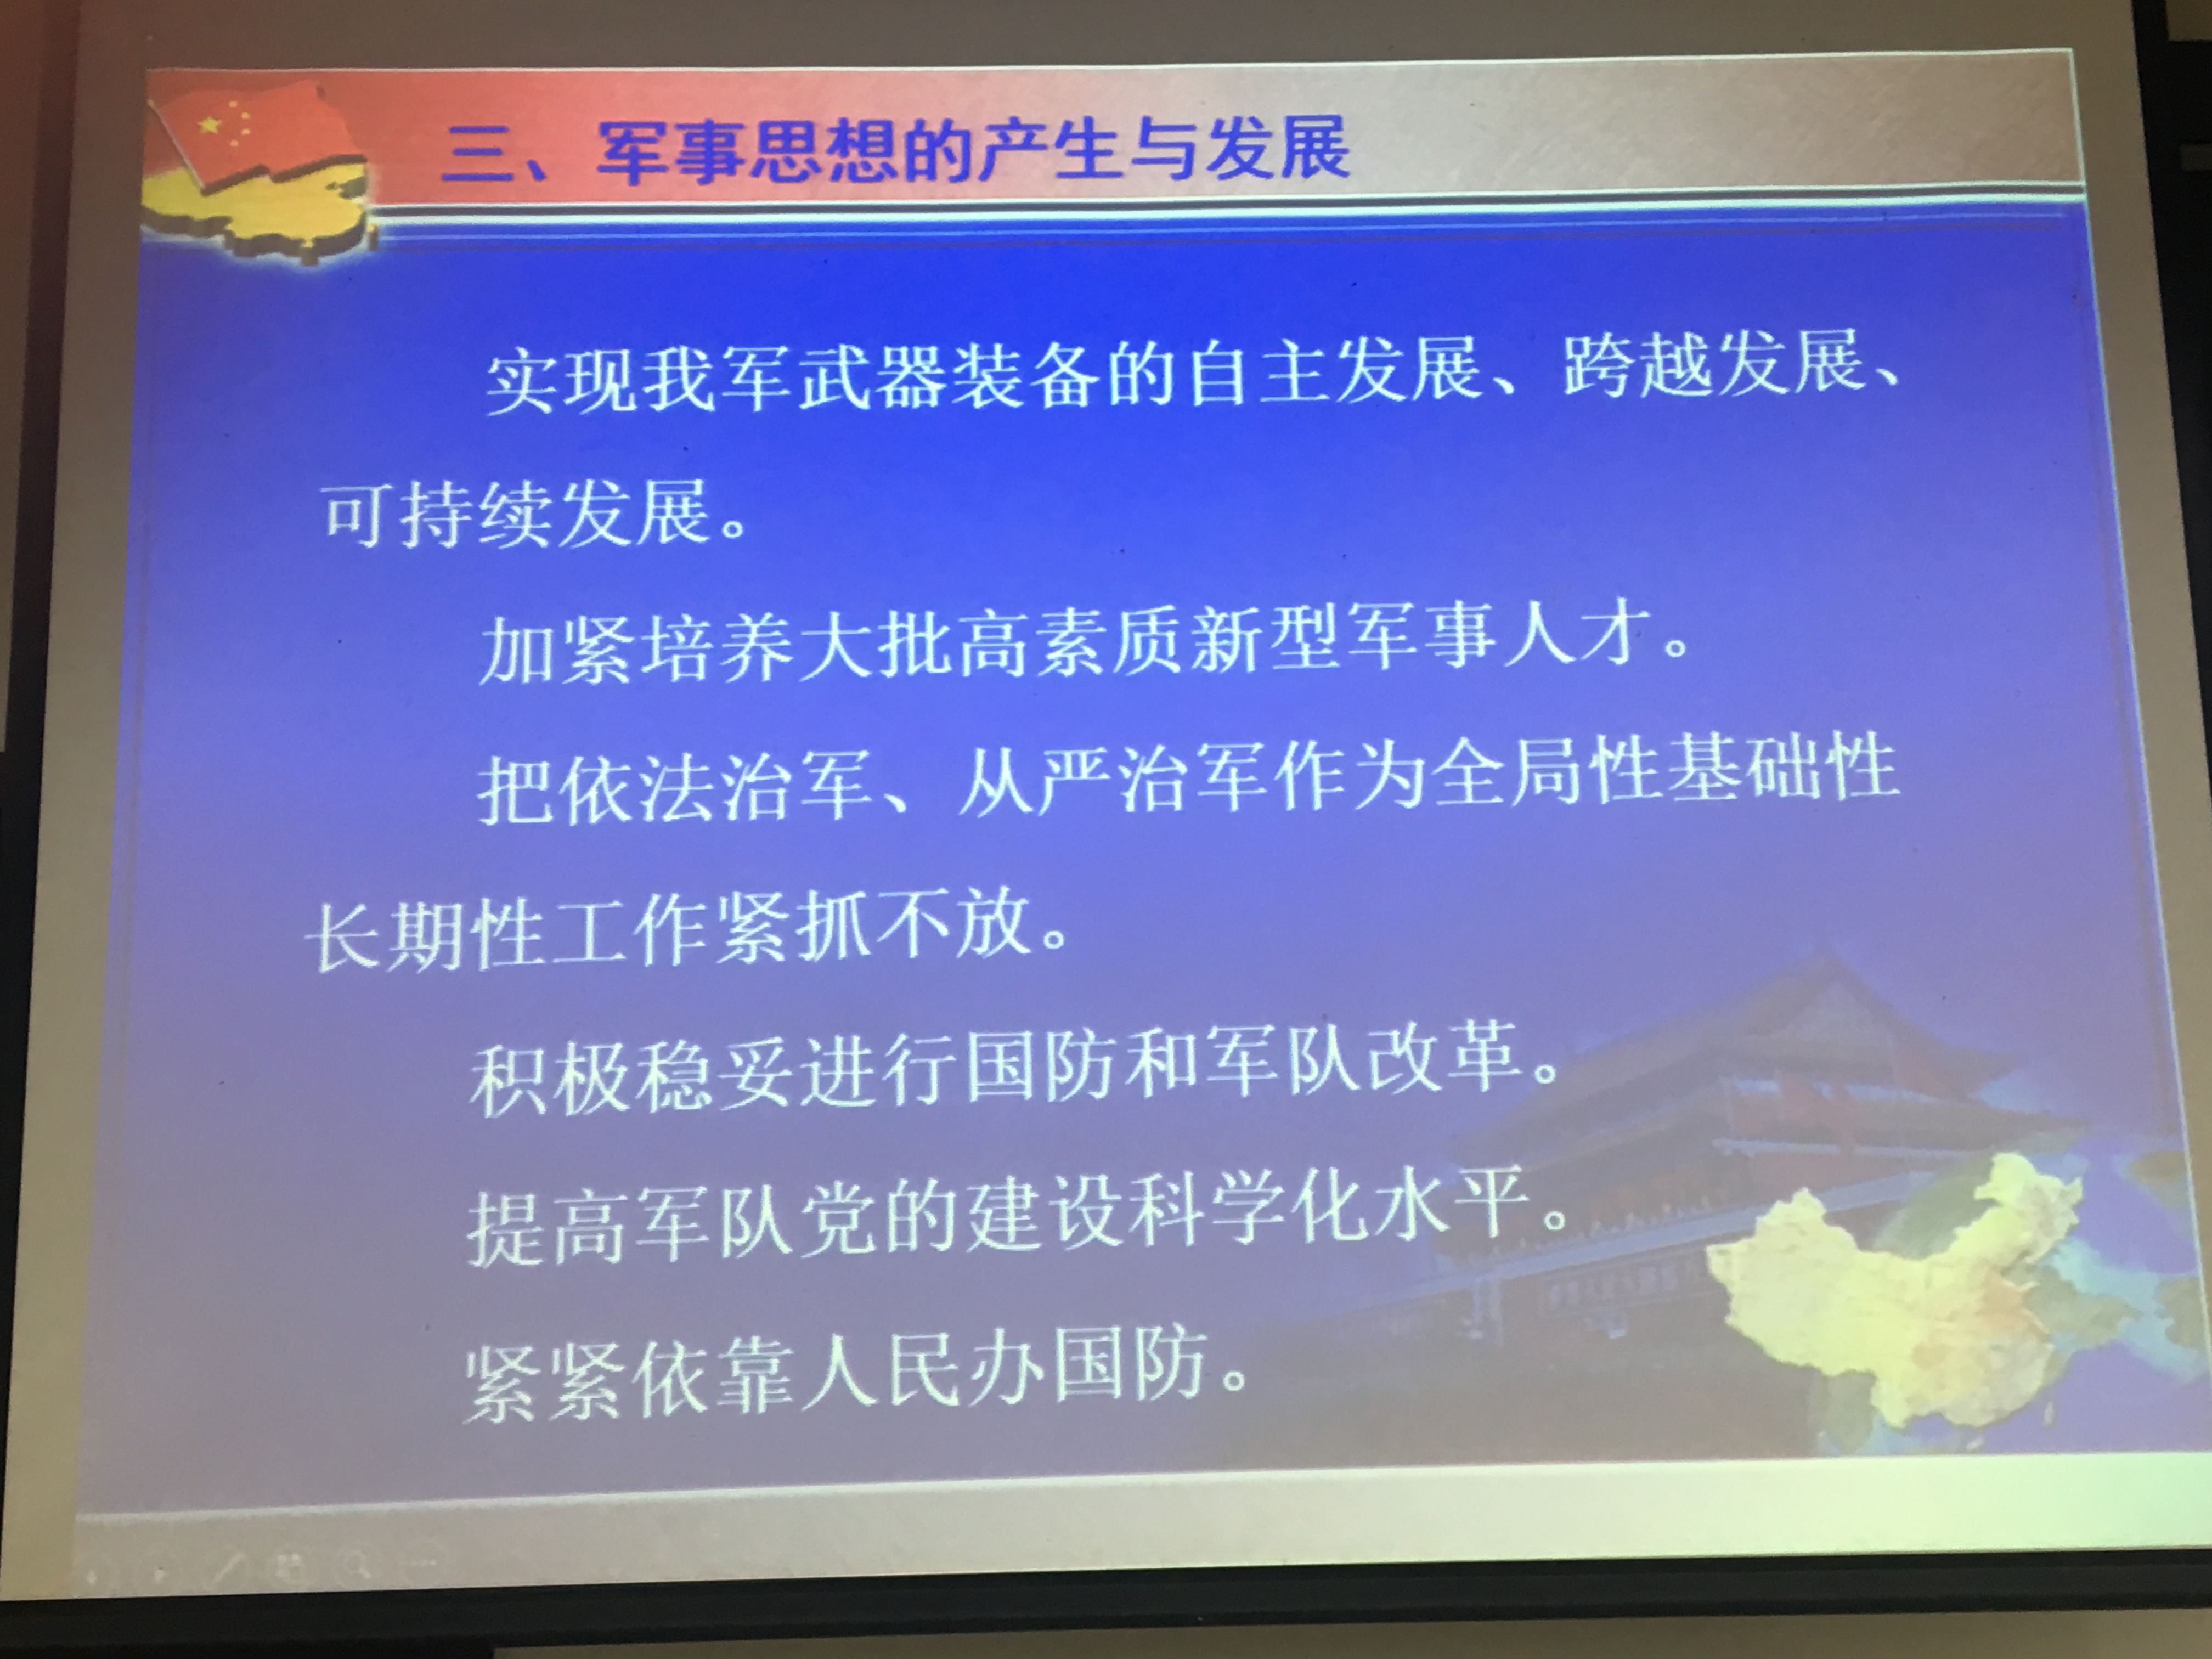 三、军事思想的产生与发展
实现我军武器装备的自主发展、跨越发展、
可持续发展。
加紧培养大批高素质新型军事人才。
把依法治军、从严治军作为全局性基础性
长期性工作紧抓不放。
积极稳妥进行国防和军队改革。
提高军队党的建设科学化水平。
紧紧依靠人民办国防。